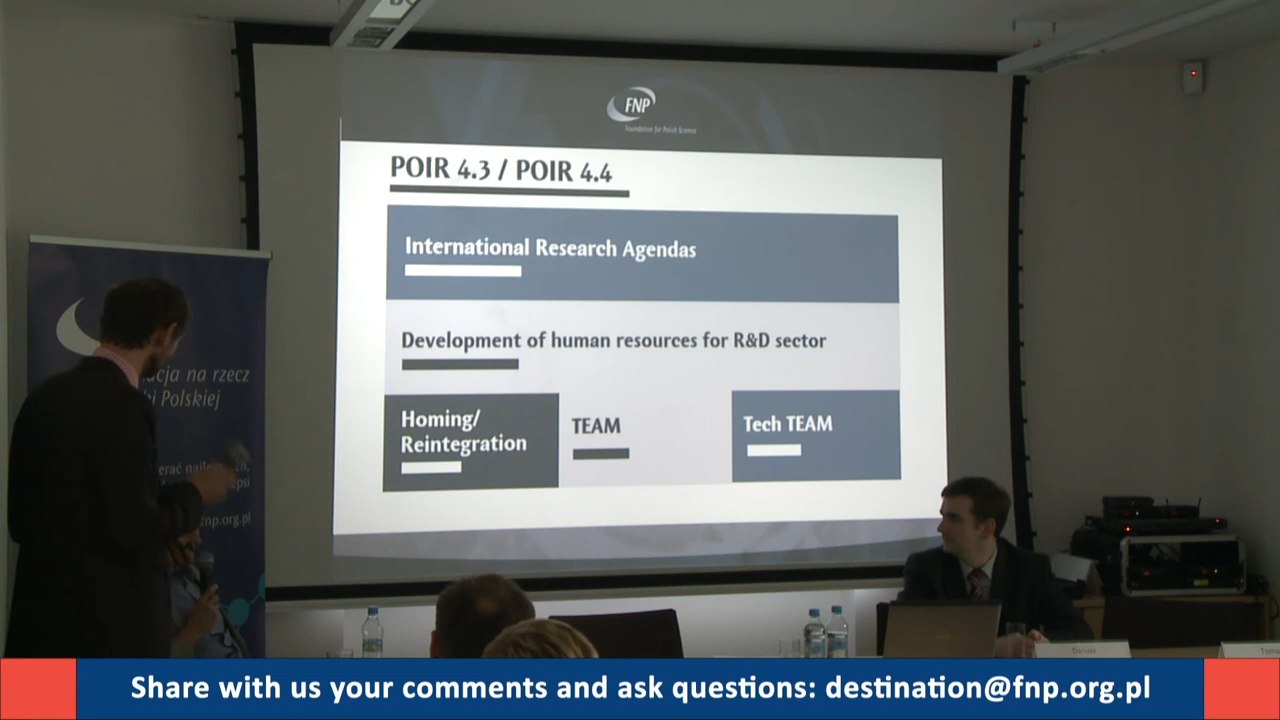 FNP
Foundation for Polish Science
POIR 4.3 / POIR 4.4
International Research Agendas
Development of human resources for R&D sector
Homing/
Reintegration
TEAM
Tech TEAM
na rzecz
Polskiej
fnp.org.pl
Share with us your comments and ask questions: destination@fnp.org.pl